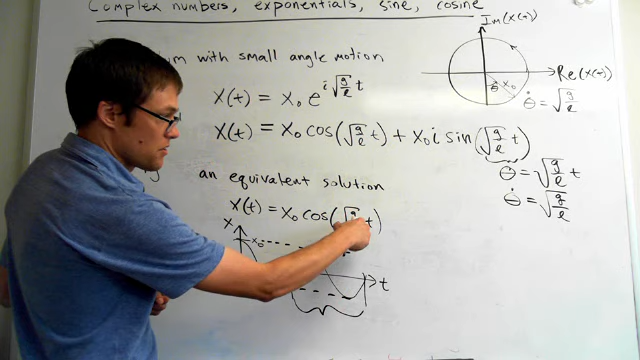 Complex numbers, exponentials, sine, cosine
Im(x(t))
with small angle motion
Re(x(t))
x(t) = x₀ e^{i√(g/ℓ) t}
x₀
θ
θ̇ = √(g/ℓ)
x(t) = x₀ cos(√(g/ℓ) t) + x₀ i sin(√(g/ℓ) t)
θ = √(g/ℓ) t
an equivalent solution
θ̇ = √(g/ℓ)
x(t) = x₀ cos(√ t)
x
x₀
t